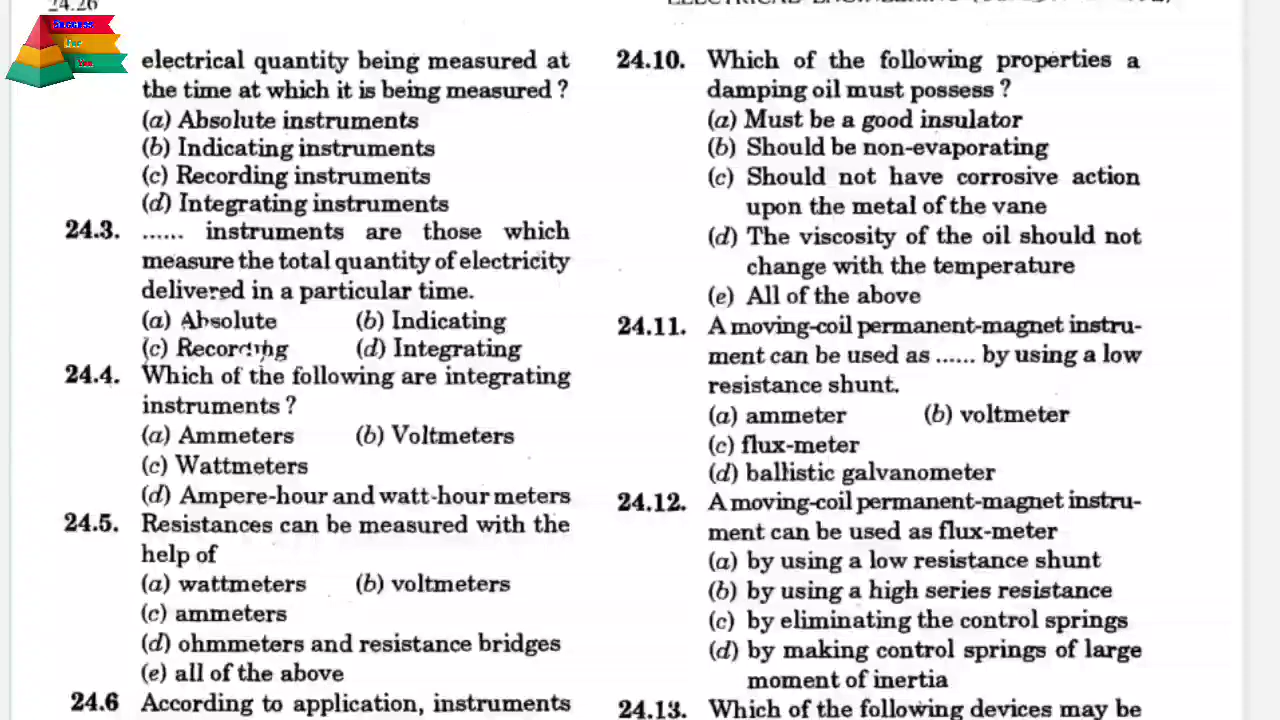 24.26
Success
For
You
electrical quantity being measured at
the time at which it is being measured ?
(a) Absolute instruments
(b) Indicating instruments
(c) Recording instruments
(d) Integrating instruments
24.3. ...... instruments are those which
measure the total quantity of electricity
delivered in a particular time.
(a) Absolute (b) Indicating
(c) Recording (d) Integrating
24.4. Which of the following are integrating
instruments ?
(a) Ammeters (b) Voltmeters
(c) Wattmeters
(d) Ampere-hour and watt-hour meters
24.5. Resistances can be measured with the
help of
(a) wattmeters (b) voltmeters
(c) ammeters
(d) ohmmeters and resistance bridges
(e) all of the above
24.6 According to application, instruments
24.10. Which of the following properties a
damping oil must possess ?
(a) Must be a good insulator
(b) Should be non-evaporating
(c) Should not have corrosive action
upon the metal of the vane
(d) The viscosity of the oil should not
change with the temperature
(e) All of the above
24.11. A moving-coil permanent-magnet instru-
ment can be used as ...... by using a low
resistance shunt.
(a) ammeter (b) voltmeter
(c) flux-meter
(d) ballistic galvanometer
24.12. A moving-coil permanent-magnet instru-
ment can be used as flux-meter
(a) by using a low resistance shunt
(b) by using a high series resistance
(c) by eliminating the control springs
(d) by making control springs of large
moment of inertia
24.13. Which of the following devices may be